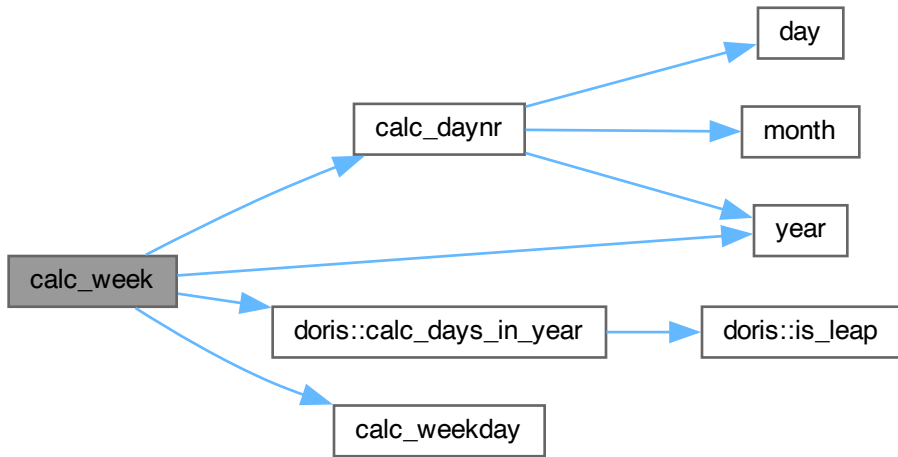 day
calc_daynr
month
year
calc_week
doris::calc_days_in_year
doris::is_leap
calc_weekday